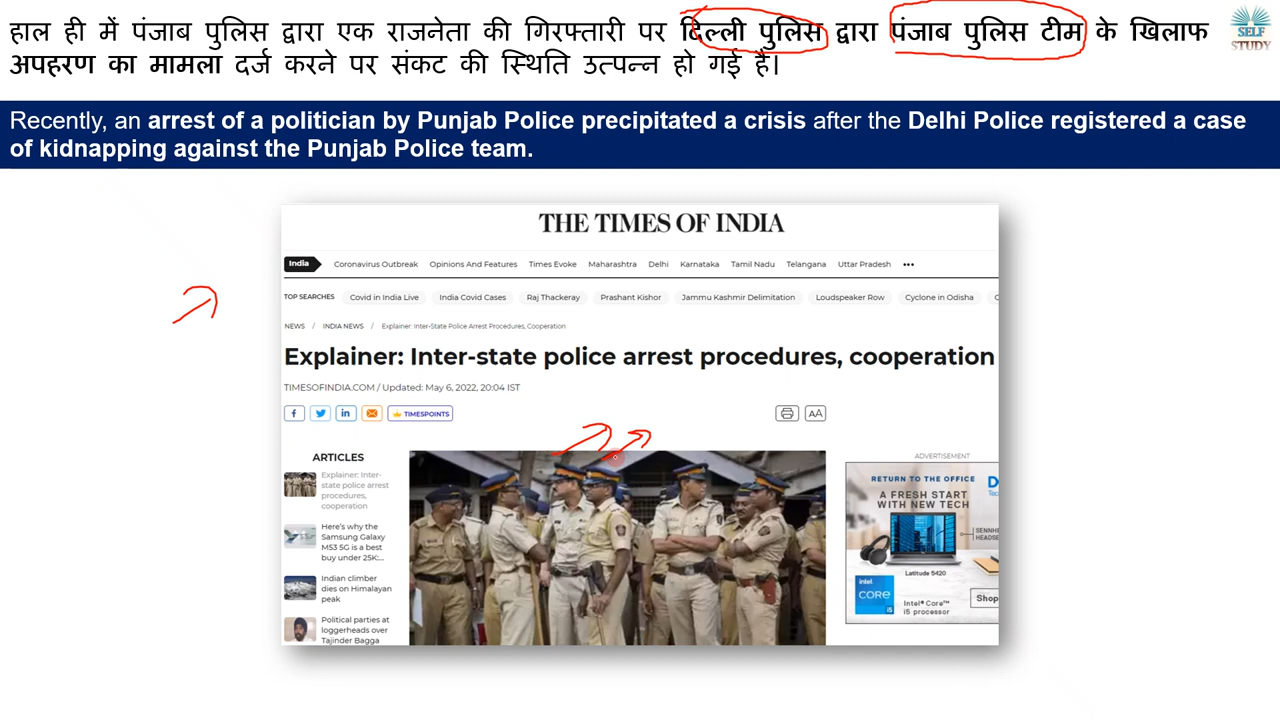 हाल ही में पंजाब पुलिस द्वारा एक राजनेता की गिरफ्तारी पर दिल्ली पुलिस द्वारा पंजाब पुलिस टीम के खिलाफ
अपहरण का मामला दर्ज करने पर संकट की स्थिति उत्पन्न हो गई है।
SELF
STUDY
Recently, an arrest of a politician by Punjab Police precipitated a crisis after the Delhi Police registered a case
of kidnapping against the Punjab Police team.
THE TIMES OF INDIA
India Coronavirus Outbreak Opinions And Features Times Evoke Maharashtra Delhi Karnataka Tamil Nadu Telangana Uttar Pradesh •••
TOP SEARCHES Covid in India Live India Covid Cases Raj Thackeray Prashant Kishor Jammu Kashmir Delimitation Loudspeaker Row Cyclone in Odisha
NEWS / INDIA NEWS / Explainer: Inter-State Police Arrest Procedures, Cooperation
Explainer: Inter-state police arrest procedures, cooperation
TIMESOFINDIA.COM / Updated: May 6, 2022, 20:04 IST
TIMESPOINTS
AA
ARTICLES
Explainer: Inter-
state police arrest
procedures,
cooperation
Here's why the
Samsung Galaxy
M53 5G is a best
buy under 25K:...
Indian climber
dies on Himalayan
peak
Political parties at
loggerheads over
Tajinder Bagga
ADVERTISEMENT
RETURN TO THE OFFICE
A FRESH START
WITH NEW TECH
Latitude 5420
intel
CORE
i5
Intel® Core™
i5 processor
Shop